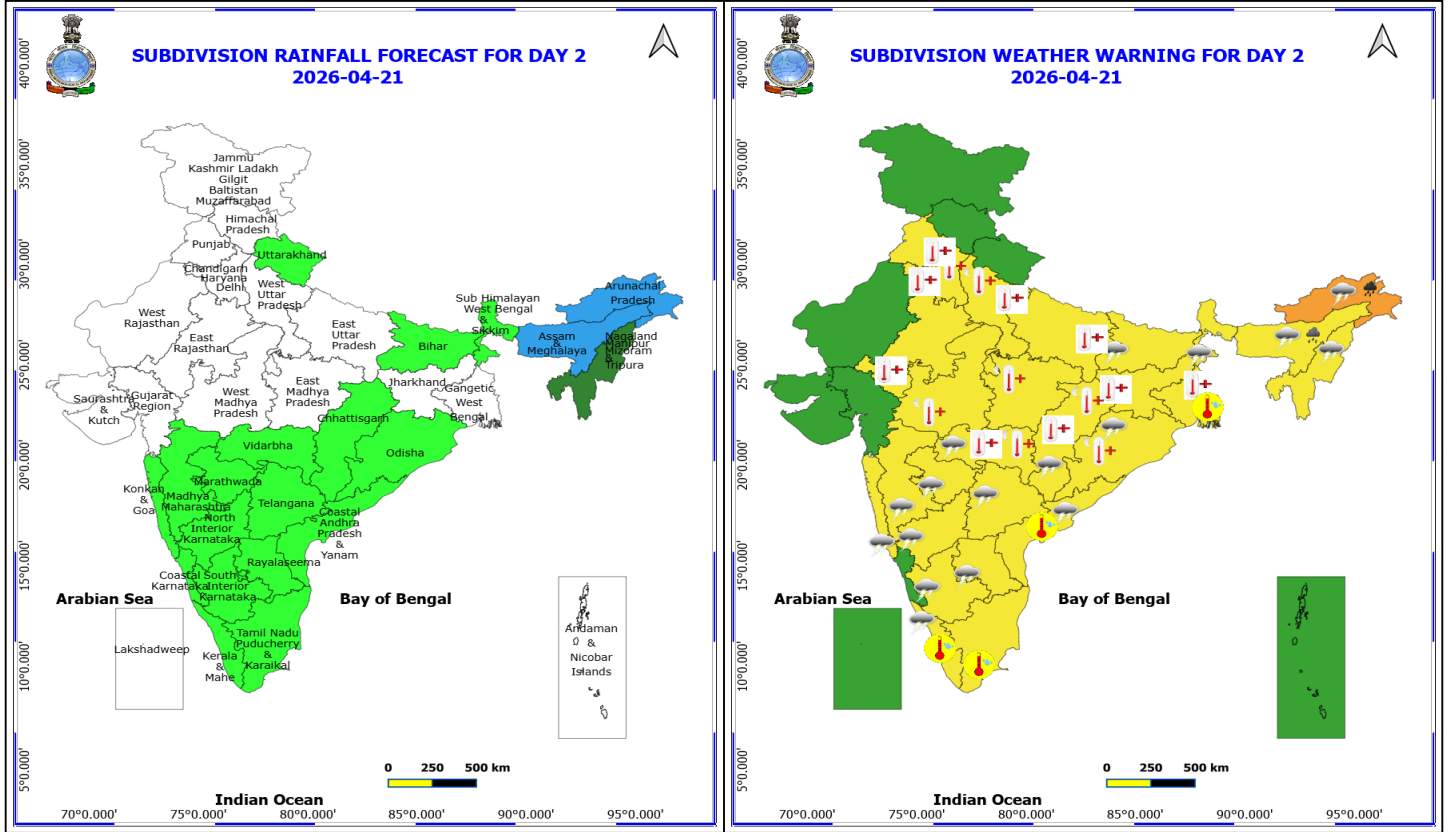 SUBDIVISION RAINFALL FORECAST FOR DAY 2
2026-04-21
40°0.000'
35°0.000'
30°0.000'
25°0.000'
20°0.000'
15°0.000'
10°0.000'
5°0.000'
Jammu
Kashmir Ladakh
Gilgit
Baltistan
Muzaffarabad
Himachal
Pradesh
Punjab
Uttarakhand
Chandigarh
Haryana
Delhi
West
Uttar
Pradesh
West
Rajasthan
East
Rajasthan
East
Uttar
Pradesh
Sub Himalayan
West Bengal
&
Sikkim
Arunachal
Pradesh
Assam
&
Meghalaya
Nagaland
Manipur
Mizoram
&
Tripura
Bihar
Jharkhand
Gangetic
West
Bengal
Saurashtra
&
Kutch
Gujarat
Region
West
Madhya
Pradesh
East
Madhya
Pradesh
Chhattisgarh
Vidarbha
Odisha
Konkan
&
Goa
Marathwada
Madhya
Maharashtra
North
Interior
Karnataka
Telangana
Coastal
Andhra
Pradesh
&
Yanam
Rayalaseema
Coastal
Karnataka
South
Interior
Karnataka
Arabian Sea
Bay of Bengal
Lakshadweep
Kerala
&
Mahe
Tamil Nadu
Puducherry
&
Karaikal
Andaman
&
Nicobar
Islands
0 250 500 km
Indian Ocean
70°0.000' 75°0.000' 80°0.000' 85°0.000' 90°0.000' 95°0.000'
SUBDIVISION WEATHER WARNING FOR DAY 2
2026-04-21
40°0.000'
35°0.000'
30°0.000'
25°0.000'
20°0.000'
15°0.000'
10°0.000'
5°0.000'
Arabian Sea
Bay of Bengal
0 250 500 km
Indian Ocean
70°0.000' 75°0.000' 80°0.000' 85°0.000' 90°0.000' 95°0.000'